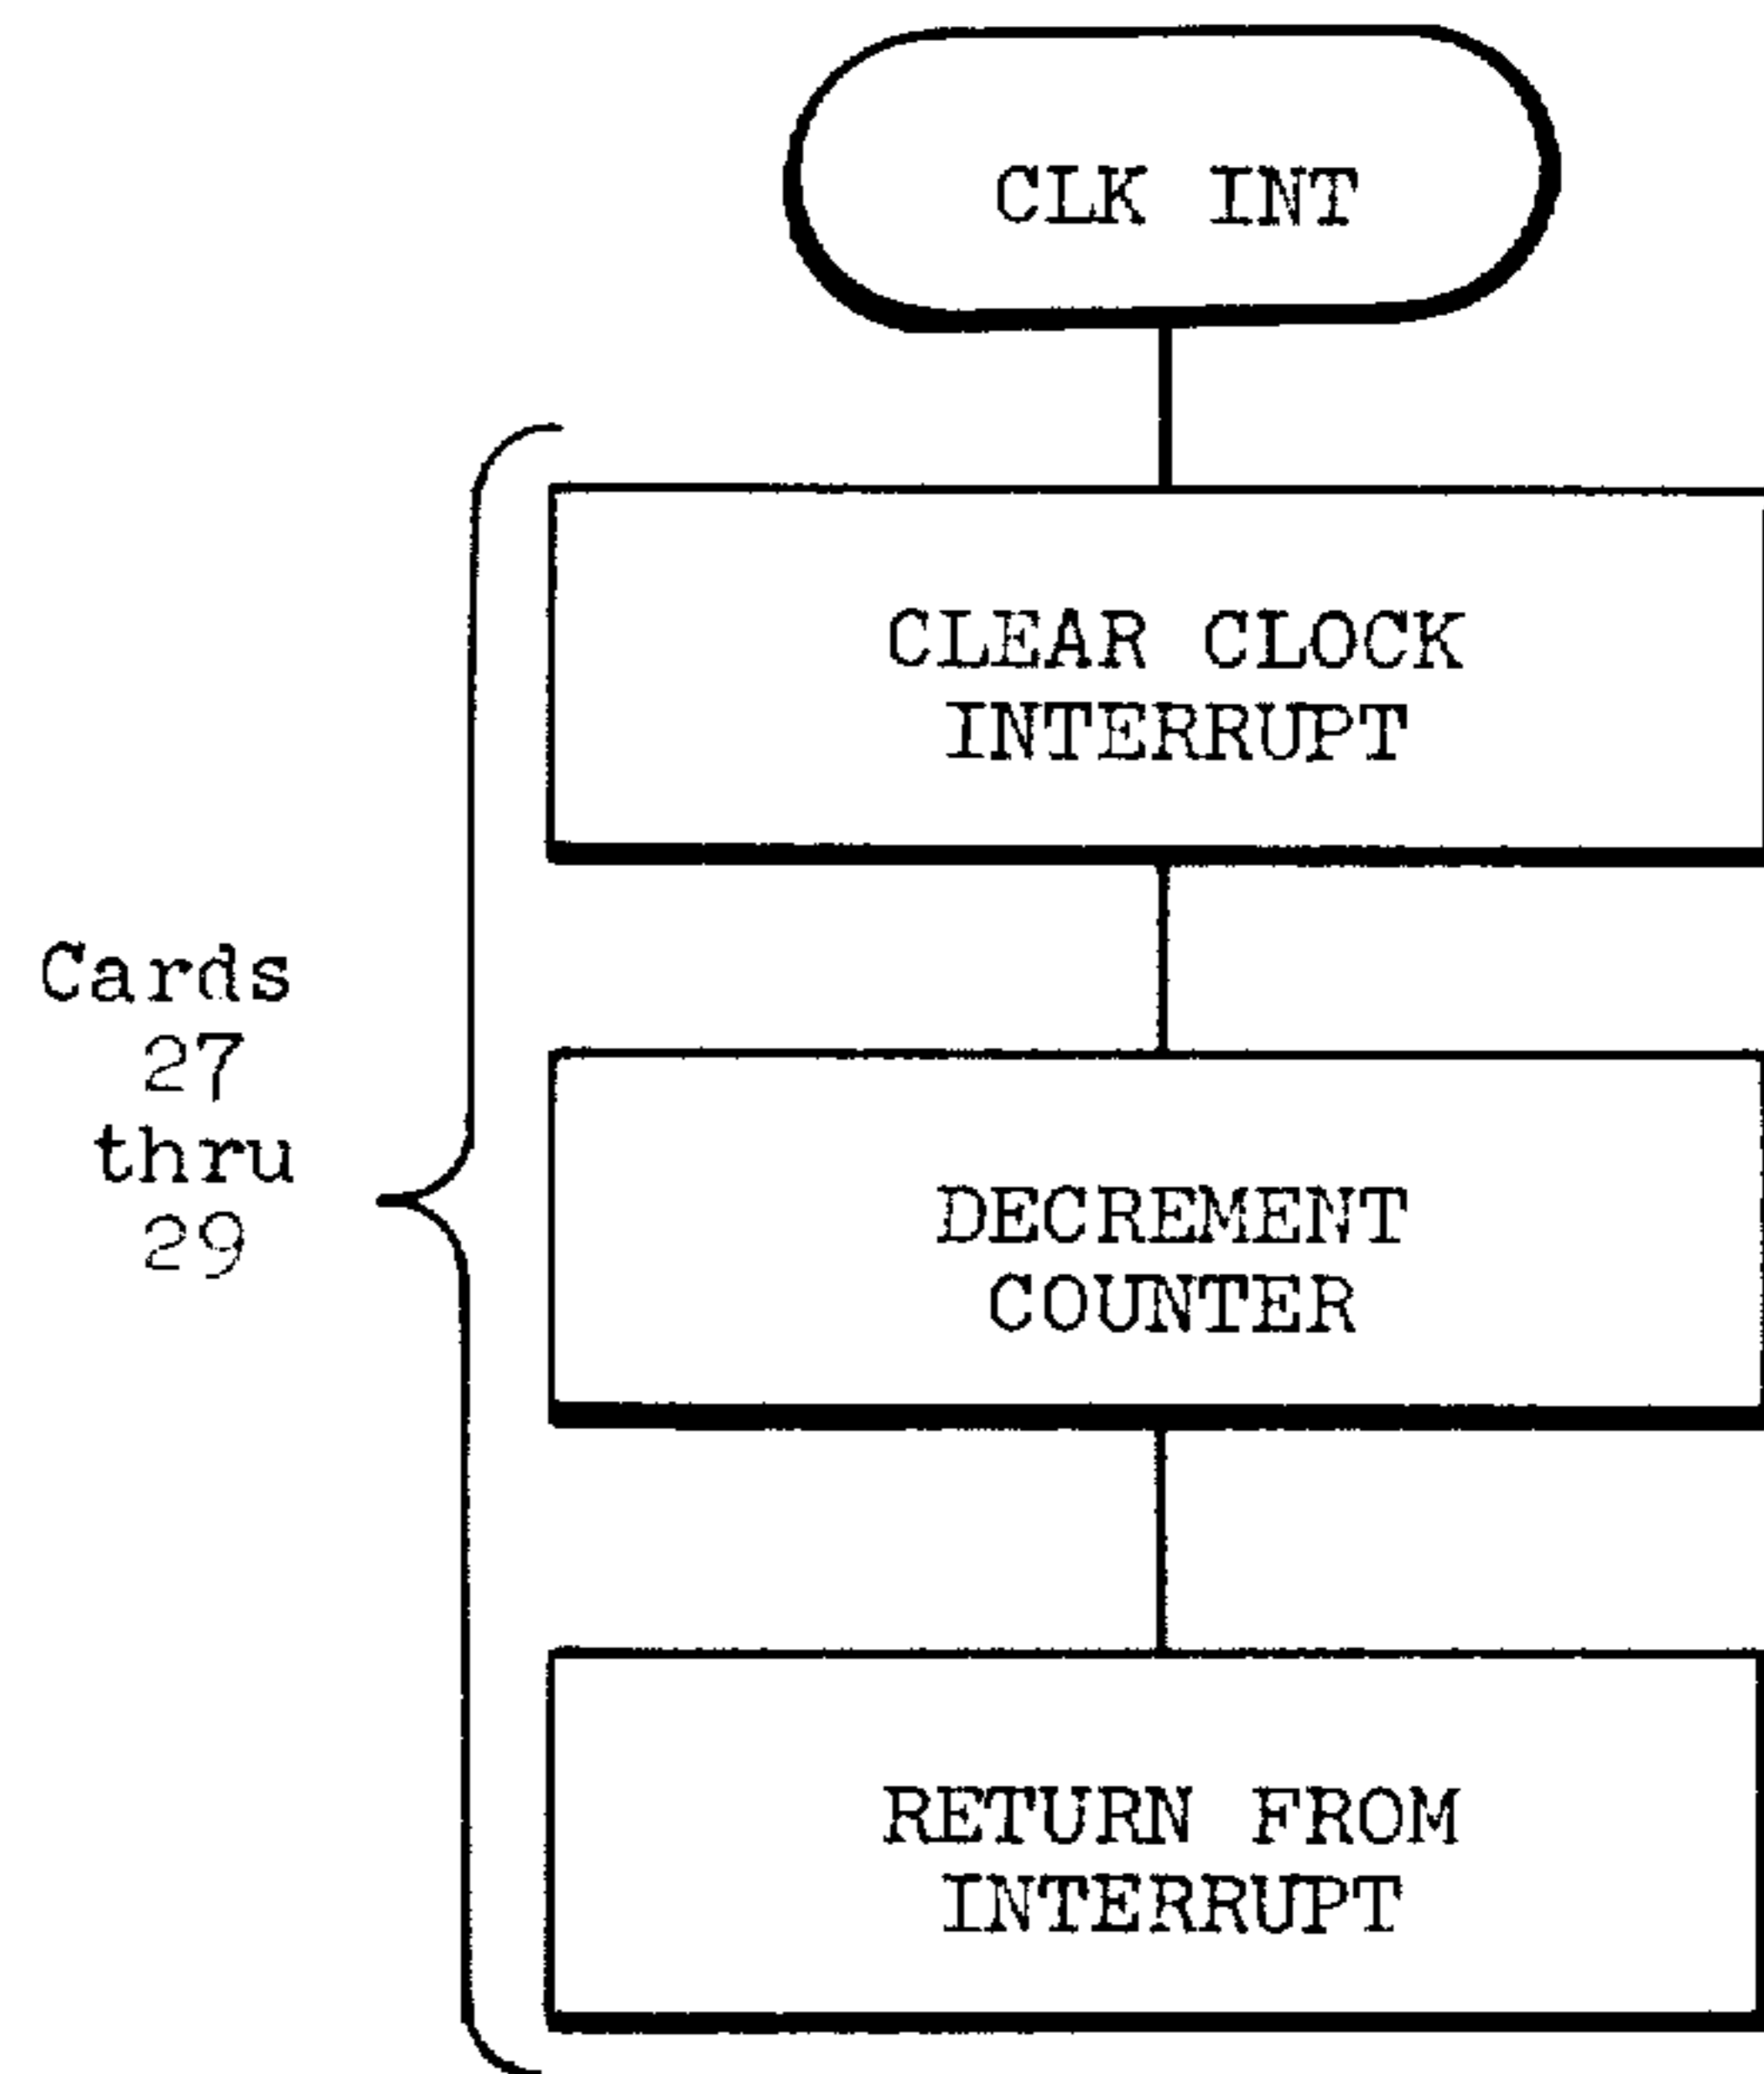 CLK INT
CLEAR CLOCK
INTERRUPT
Cards
27
thru
29
DECREMENT
COUNTER
RETURN FROM
INTERRUPT